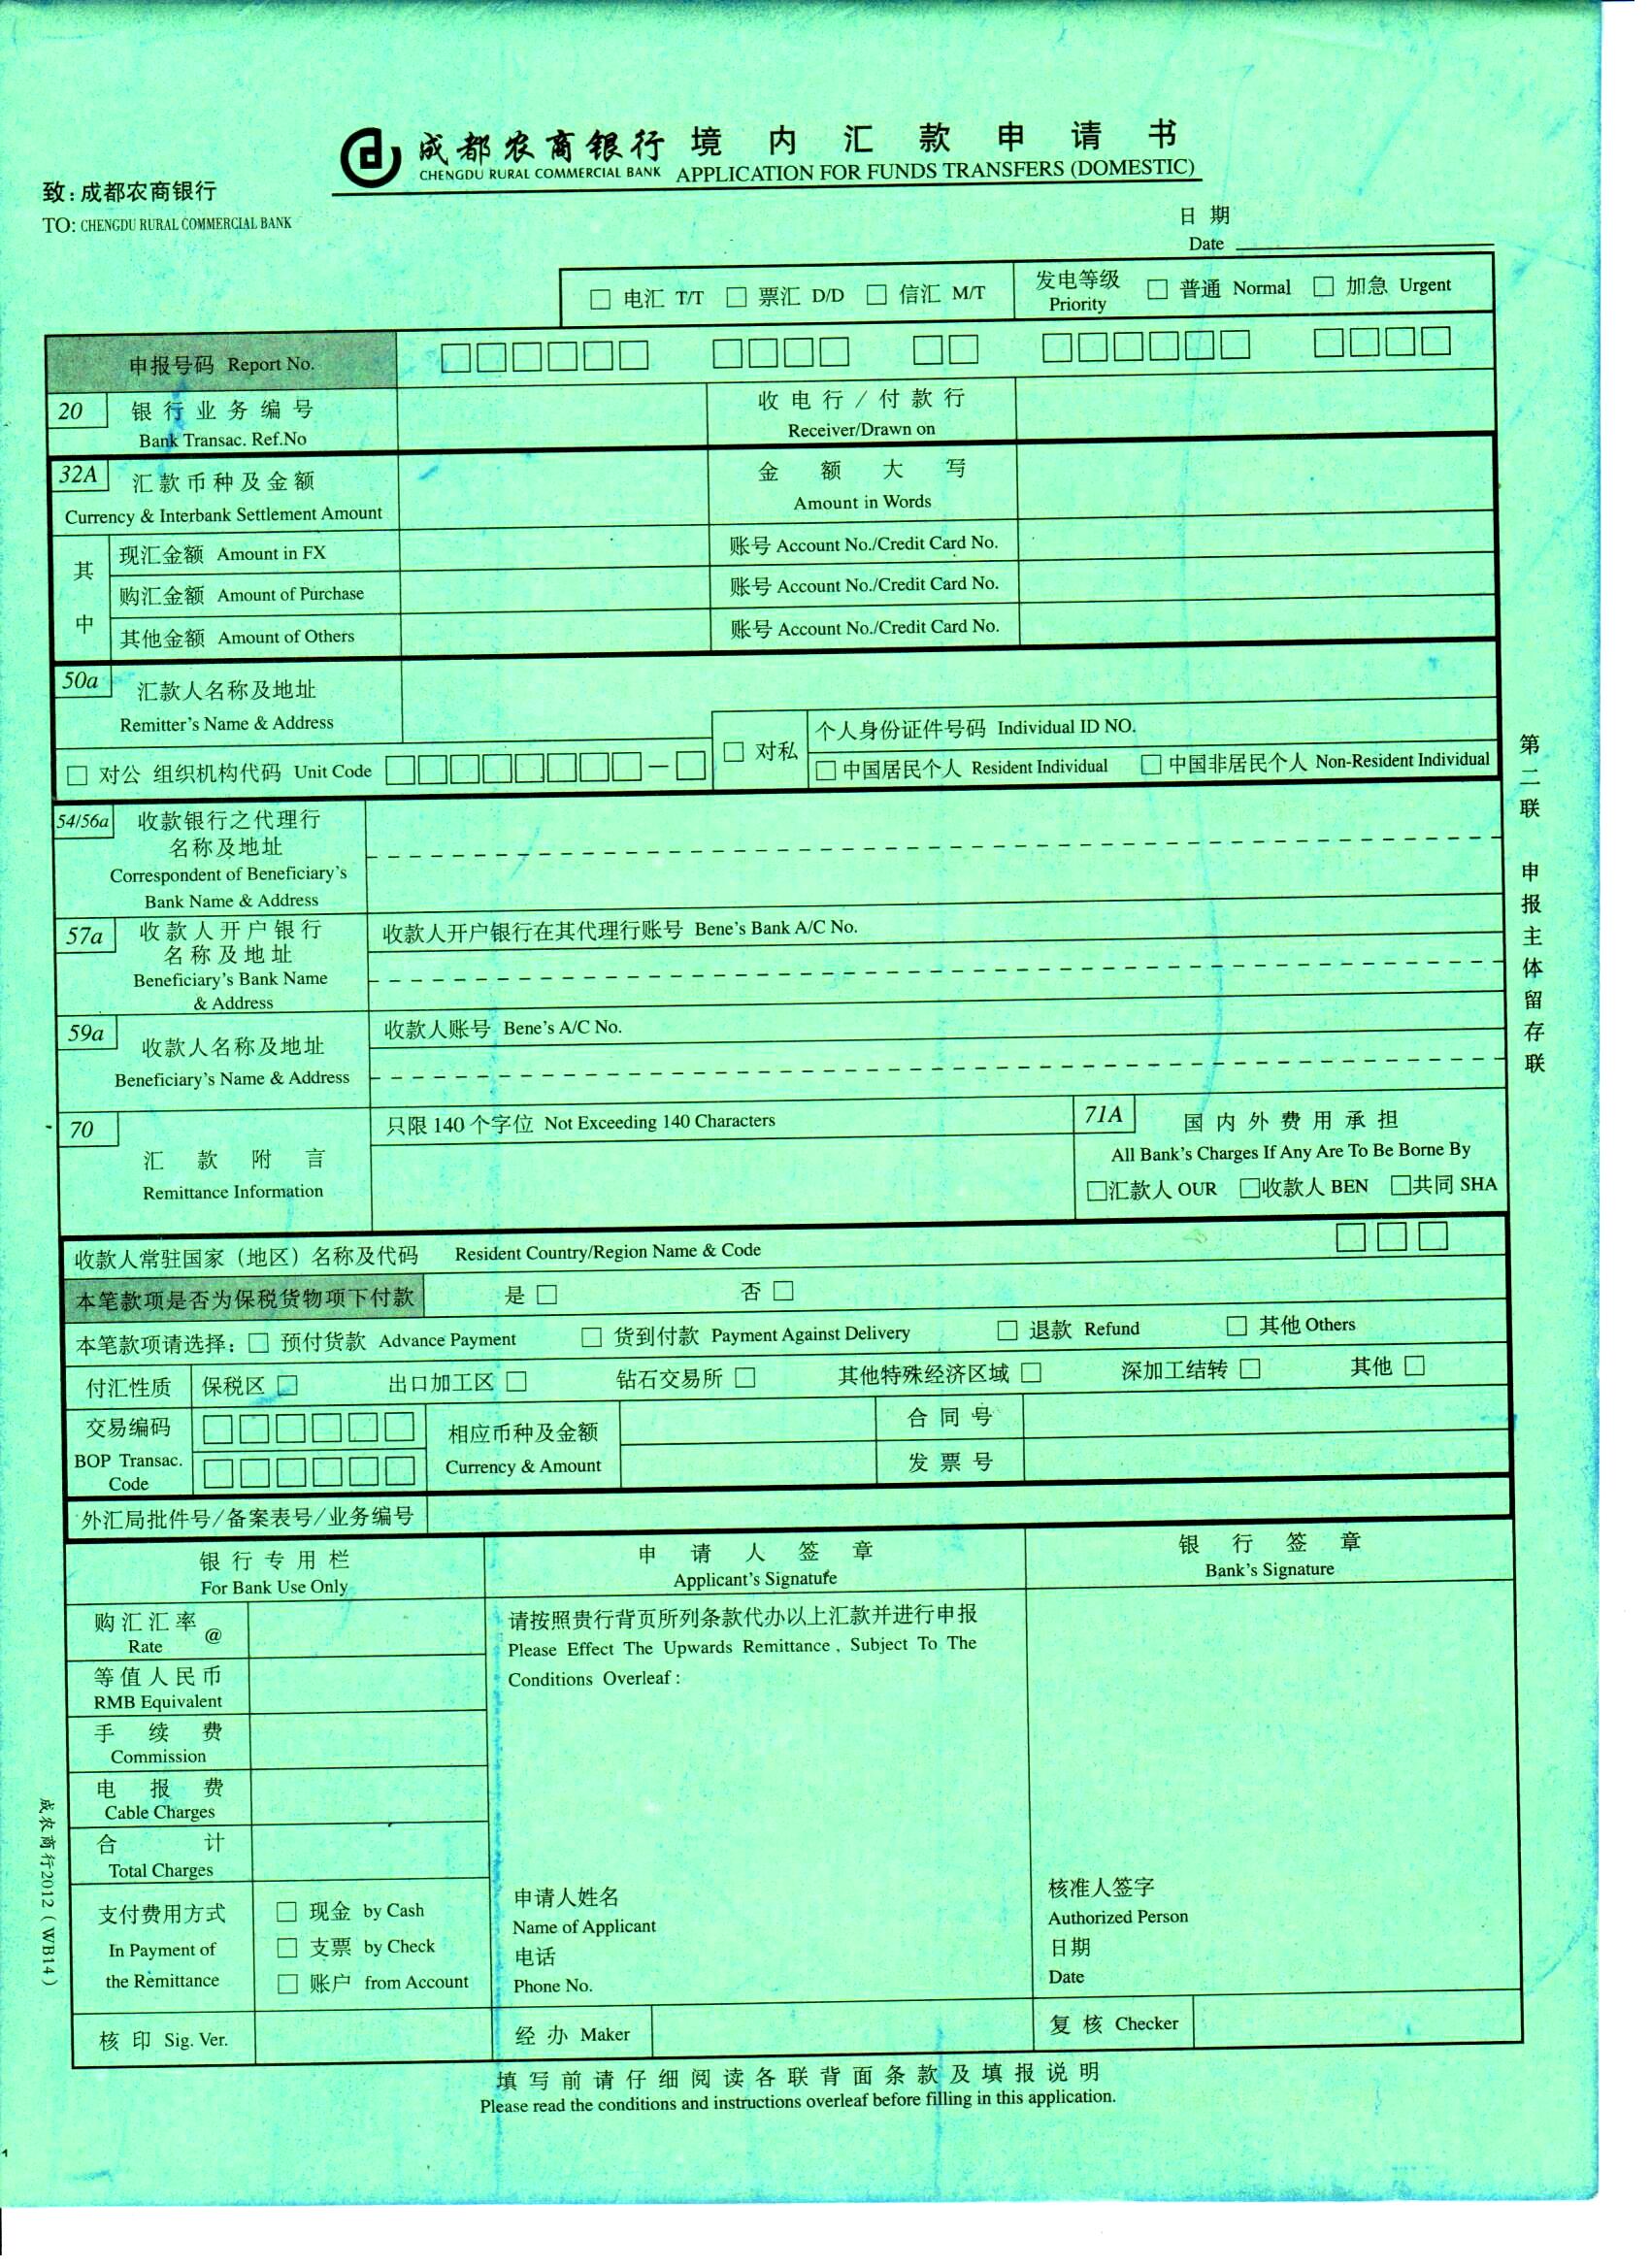 成都农商银行 境内汇款申请书
CHENGDU RURAL COMMERCIAL BANK APPLICATION FOR FUNDS TRANSFERS (DOMESTIC)
致:成都农商银行
TO: CHENGDU RURAL COMMERCIAL BANK
日期
Date
□ 电汇 T/T □ 票汇 D/D □ 信汇 M/T 发电等级 Priority □ 普通 Normal □ 加急 Urgent
申报号码 Report No.
20 银行业务编号 收电行/付款行
Bank Transac. Ref.No Receiver/Drawn on
32A 汇款币种及金额 金额大写
Currency & Interbank Settlement Amount Amount in Words
其中
现汇金额 Amount in FX 账号 Account No./Credit Card No.
购汇金额 Amount of Purchase 账号 Account No./Credit Card No.
其他金额 Amount of Others 账号 Account No./Credit Card No.
50a 汇款人名称及地址
Remitter's Name & Address
□ 对公 组织机构代码 Unit Code □□□□□□□□—□
□ 对私 个人身份证件号码 Individual ID NO.
□ 中国居民个人 Resident Individual □ 中国非居民个人 Non-Resident Individual
54/56a 收款银行之代理行
名称及地址
Correspondent of Beneficiary's
Bank Name & Address
57a 收款人开户银行
名称及地址
Beneficiary's Bank Name
& Address
收款人开户银行在其代理行账号 Bene's Bank A/C No.
59a 收款人名称及地址
Beneficiary's Name & Address
收款人账号 Bene's A/C No.
70 汇款附言
Remittance Information
只限 140 个字位 Not Exceeding 140 Characters
71A 国内外费用承担
All Bank's Charges If Any Are To Be Borne By
□汇款人 OUR □收款人 BEN □共同 SHA
收款人常驻国家（地区）名称及代码 Resident Country/Region Name & Code □□□
本笔款项是否为保税货物项下付款 是 □ 否 □
本笔款项请选择: □ 预付货款 Advance Payment □ 货到付款 Payment Against Delivery □ 退款 Refund □ 其他 Others
付汇性质 保税区 □ 出口加工区 □ 钻石交易所 □ 其他特殊经济区域 □ 深加工结转 □ 其他 □
交易编码
BOP Transac.
Code
相应币种及金额
Currency & Amount
合同号
发票号
外汇局批件号/备案表号/业务编号
银行专用栏
For Bank Use Only
申请人签章
Applicant's Signature
银行签章
Bank's Signature
购汇汇率 @
Rate
等值人民币
RMB Equivalent
手续费
Commission
电报费
Cable Charges
合计
Total Charges
支付费用方式
In Payment of
the Remittance
□ 现金 by Cash
□ 支票 by Check
□ 账户 from Account
核印 Sig. Ver.
请按照贵行背页所列条款代办以上汇款并进行申报
Please Effect The Upwards Remittance, Subject To The
Conditions Overleaf :
申请人姓名
Name of Applicant
电话
Phone No.
经办 Maker
核准人签字
Authorized Person
日期
Date
复核 Checker
填写前请仔细阅读各联背面条款及填报说明
Please read the conditions and instructions overleaf before filling in this application.
第二联 申报主体留存联
成农商行2012（WB14）